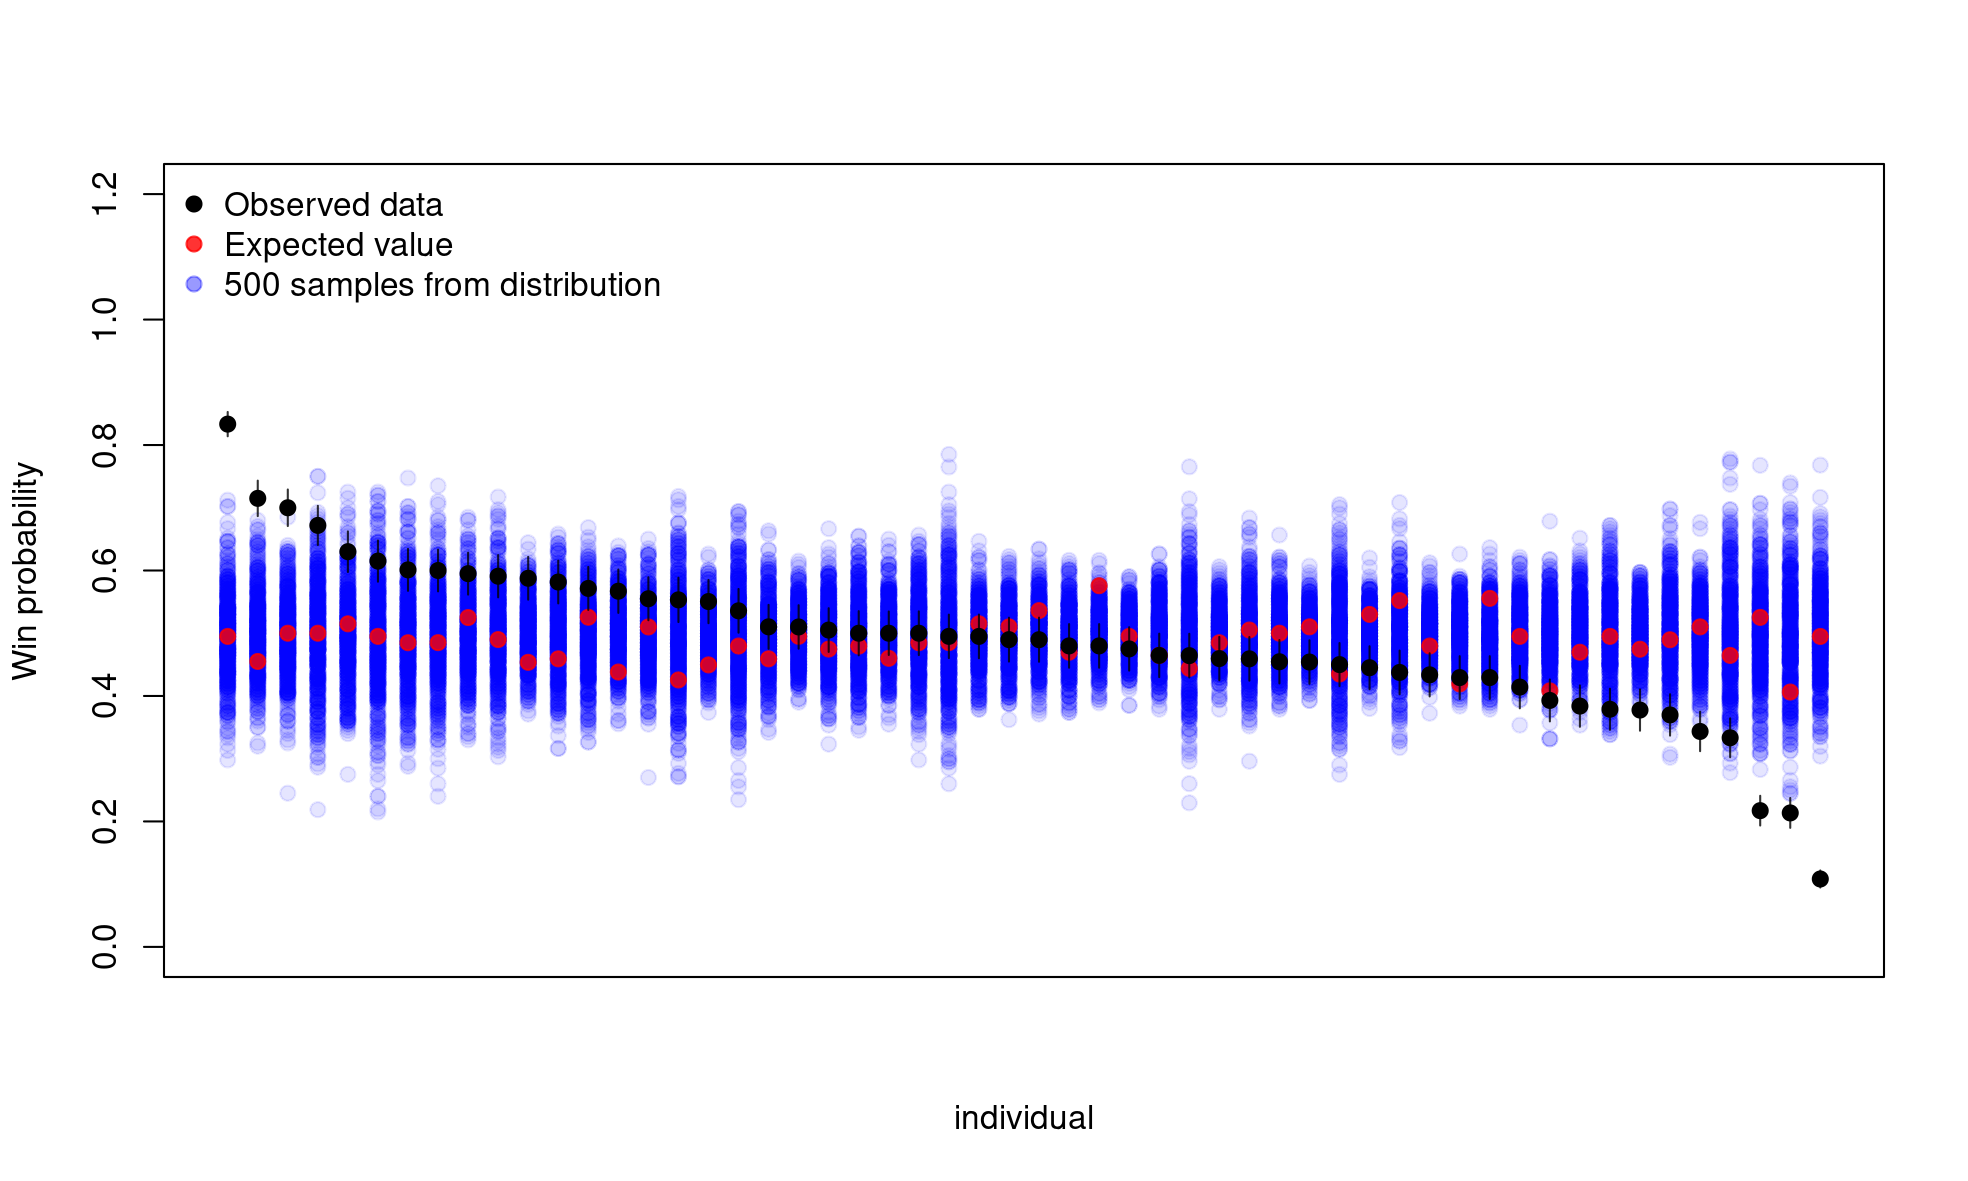 Observed data
Expected value
500 samples from distribution
1.2
1.0
0.8
0.6
0.4
0.2
0.0
Win probability
individual